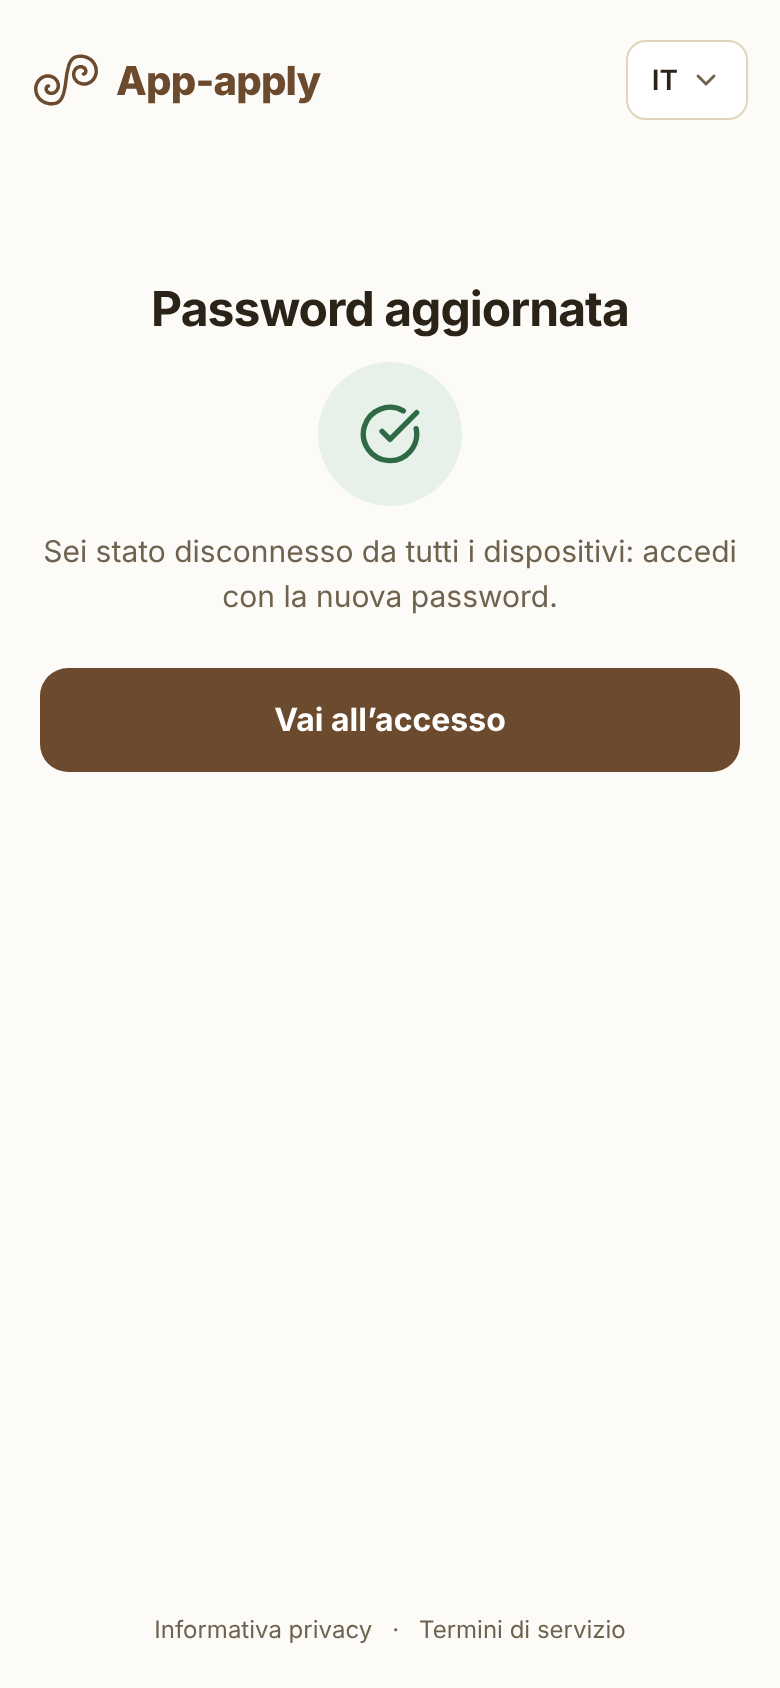 App-apply
IT
Password aggiornata
Sei stato disconnesso da tutti i dispositivi: accedi
con la nuova password.
Vai all’accesso
Informativa privacy · Termini di servizio